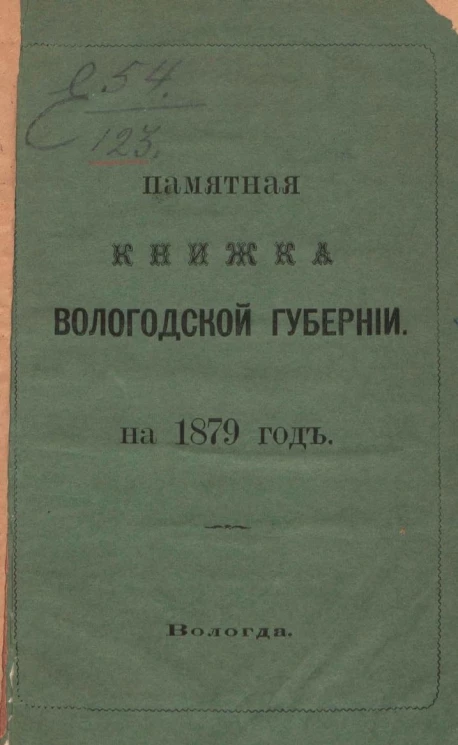 Е 54.
123.
памятная
КНИЖКА
ВОЛОГОДСКОЙ ГУБЕРНІИ.
на 1879 годъ.
Вологда.